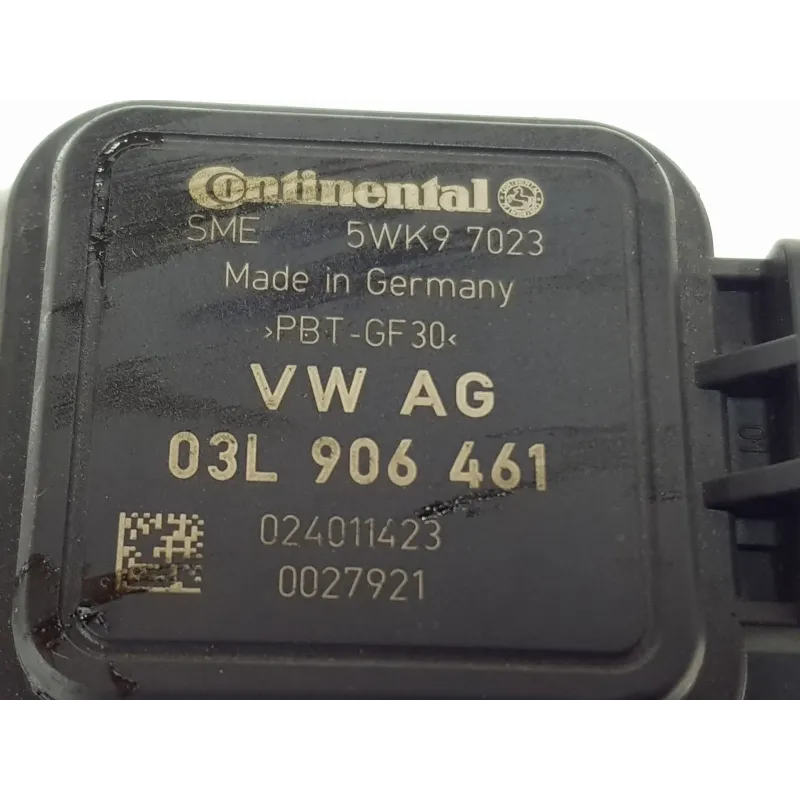 Continental
SME 5WK9 7023
Made in Germany
>PBT-GF30<
VW AG
03L 906 461
024011423
0027921